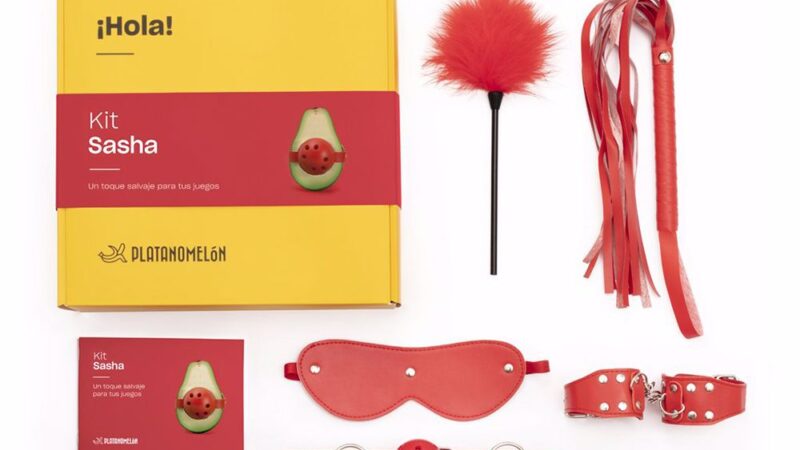 ¡Hola!
Kit
Sasha
Un toque salvaje para tus juegos
PLATANOMELóN
Kit
Sasha
Un toque salvaje
para tus juegos
PLATANOMELóN